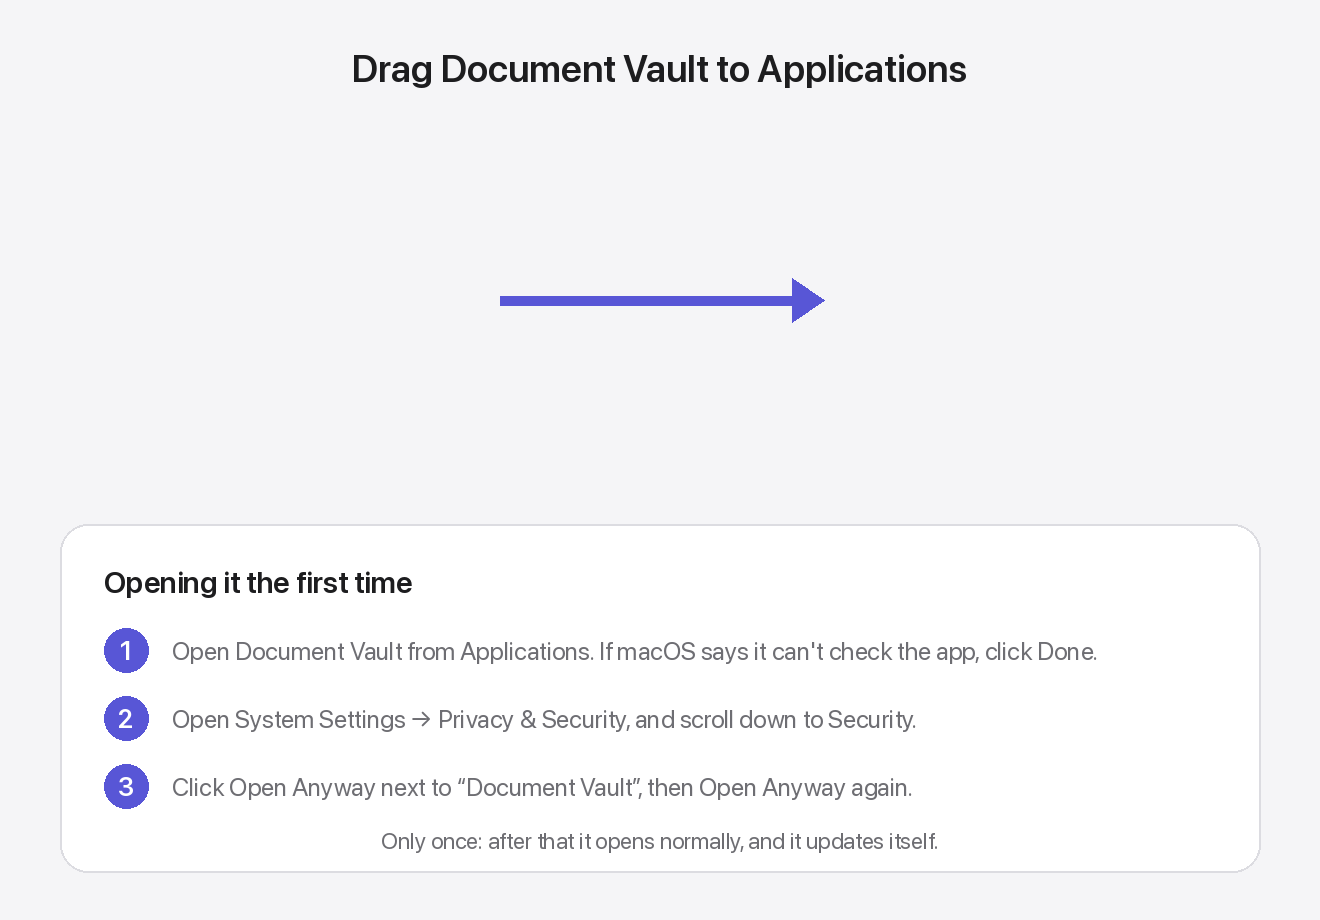 Drag Document Vault to Applications
Opening it the first time
1 Open Document Vault from Applications. If macOS says it can't check the app, click Done.
2 Open System Settings → Privacy & Security, and scroll down to Security.
3 Click Open Anyway next to “Document Vault”, then Open Anyway again.
Only once: after that it opens normally, and it updates itself.